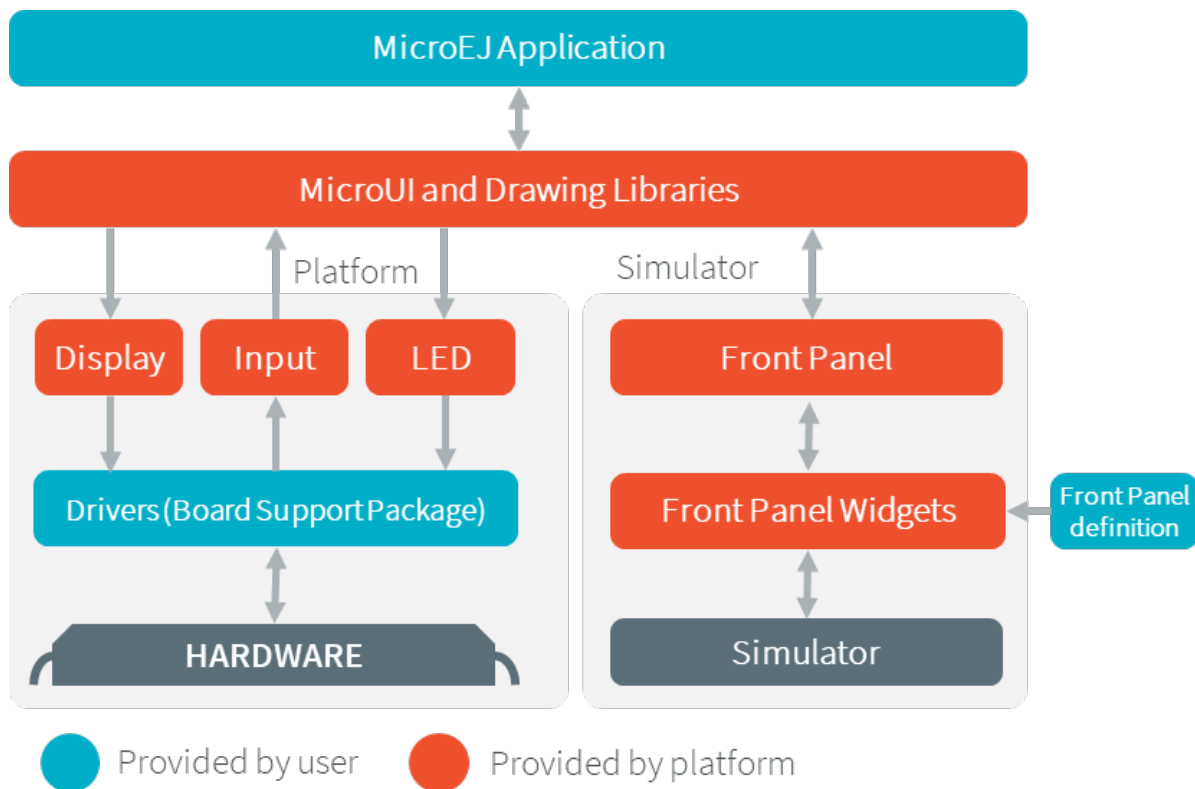 MicroEJ Application
MicroUI and Drawing Libraries
Platform
Simulator
Display
Input
LED
Front Panel
Drivers (Board Support Package)
Front Panel Widgets
Front Panel
definition
HARDWARE
Simulator
Provided by user
Provided by platform